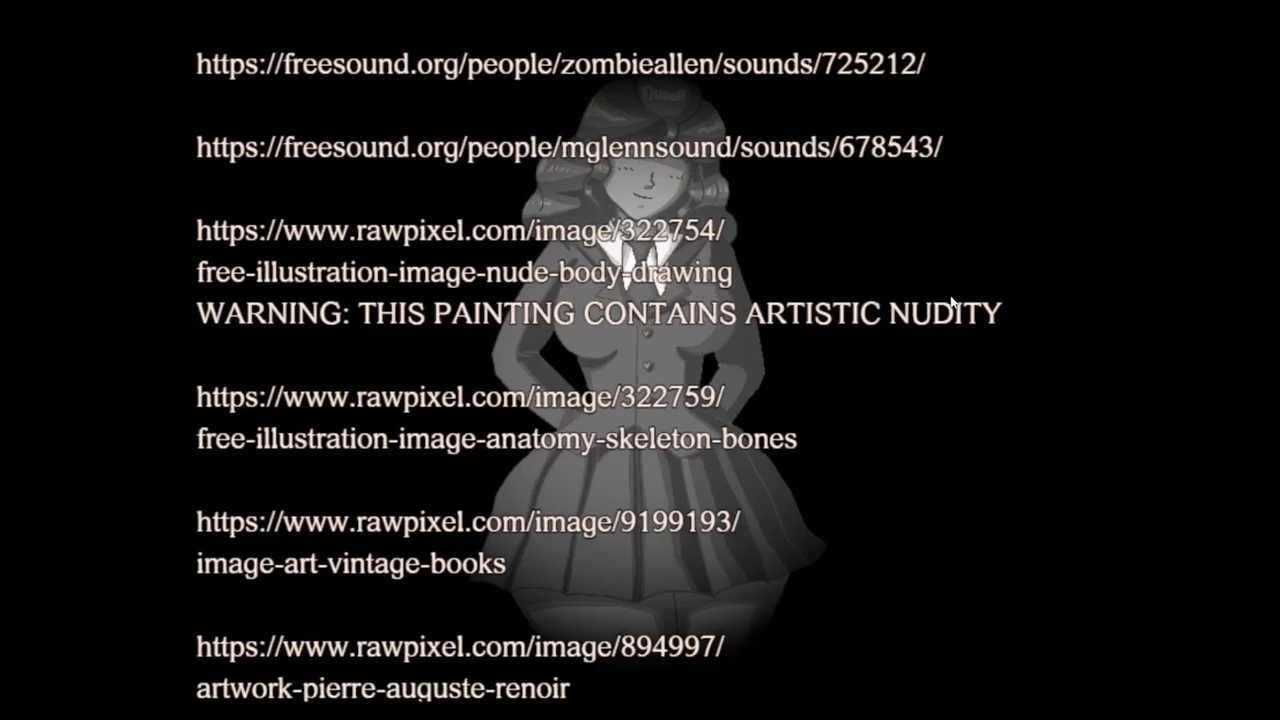 https://freesound.org/people/zombieallen/sounds/725212/
https://freesound.org/people/mglennsound/sounds/678543/
https://www.rawpixel.com/image/322754/
free-illustration-image-nude-body-drawing
WARNING: THIS PAINTING CONTAINS ARTISTIC NUDITY
https://www.rawpixel.com/image/322759/
free-illustration-image-anatomy-skeleton-bones
https://www.rawpixel.com/image/9199193/
image-art-vintage-books
https://www.rawpixel.com/image/894997/
artwork-pierre-auguste-renoir